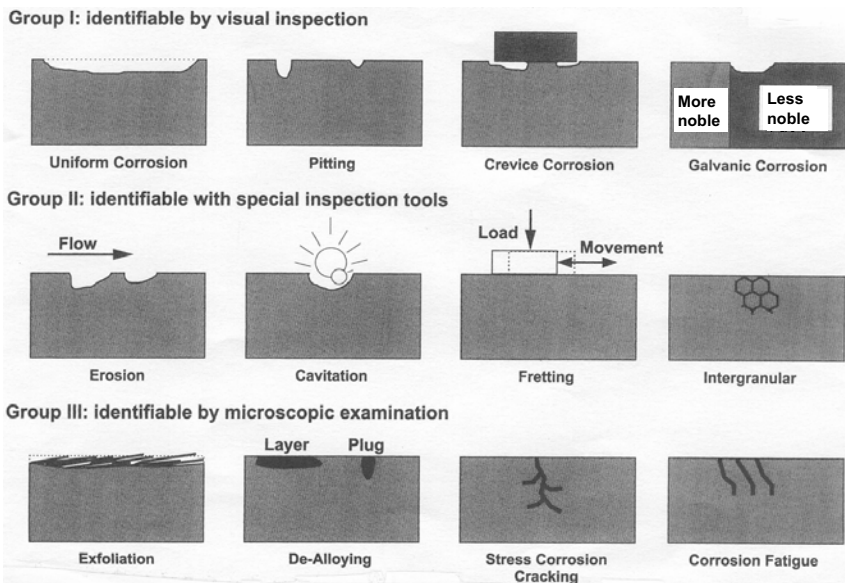 Group I: identifiable by visual inspection
More
noble
Less
noble
Uniform Corrosion
Pitting
Crevice Corrosion
Galvanic Corrosion
Group II: identifiable with special inspection tools
Flow
Load
Movement
Erosion
Cavitation
Fretting
Intergranular
Group III: identifiable by microscopic examination
Layer
Plug
Exfoliation
De-Alloying
Stress Corrosion
Cracking
Corrosion Fatigue